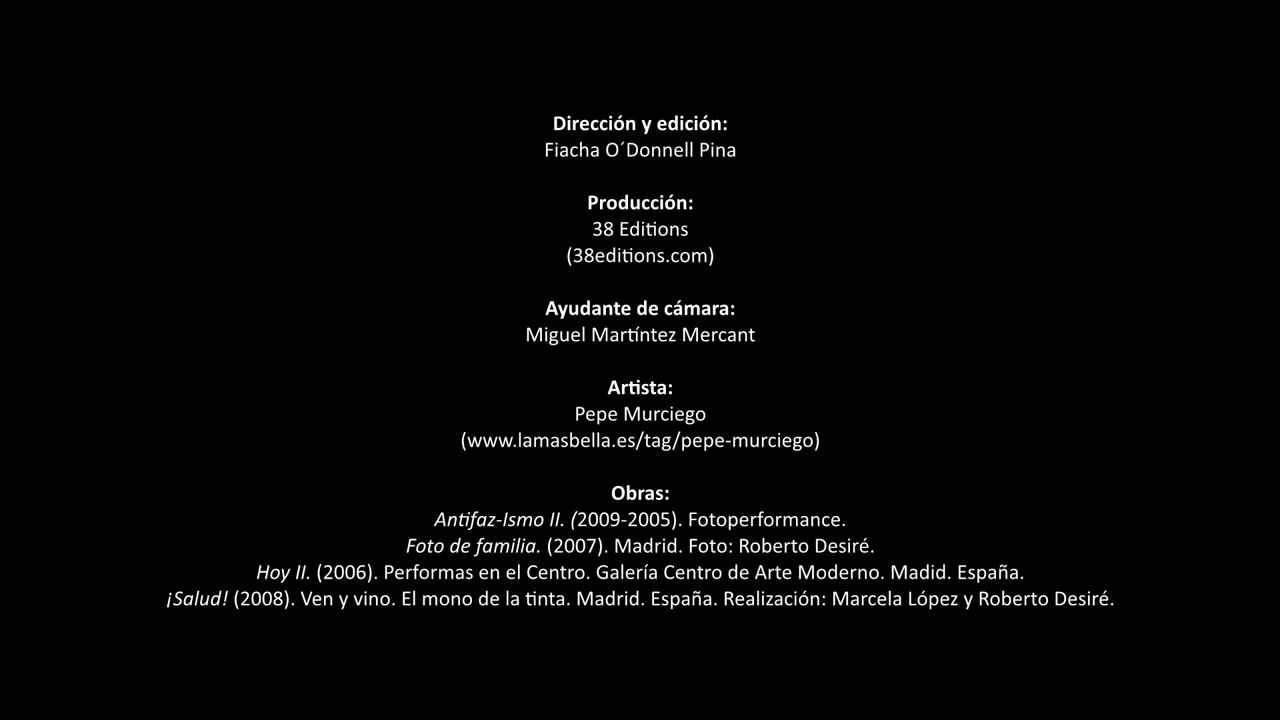 Dirección y edición:
Fiacha O´Donnell Pina
Producción:
38 Editions
(38editions.com)
Ayudante de cámara:
Miguel Martíntez Mercant
Artista:
Pepe Murciego
(www.lamasbella.es/tag/pepe-murciego)
Obras:
Antifaz-Ismo II. (2009-2005). Fotoperformance.
Foto de familia. (2007). Madrid. Foto: Roberto Desiré.
Hoy II. (2006). Performas en el Centro. Galería Centro de Arte Moderno. Madid. España.
¡Salud! (2008). Ven y vino. El mono de la tinta. Madrid. España. Realización: Marcela López y Roberto Desiré.